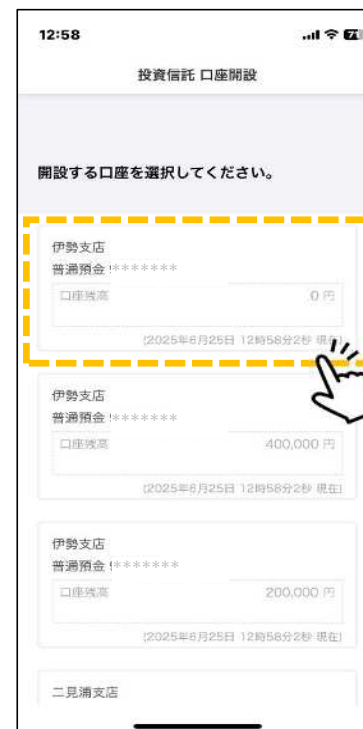 12:58
71
投資信託 口座開設
開設する口座を選択してください。
伊勢支店
普通預金 *******
口座残高 0 円
[2025年6月25日 12時58分2秒 現在]
伊勢支店
普通預金 *******
口座残高 400,000 円
[2025年6月25日 12時58分2秒 現在]
伊勢支店
普通預金 *******
口座残高 200,000 円
[2025年6月25日 12時58分2秒 現在]
二見浦支店